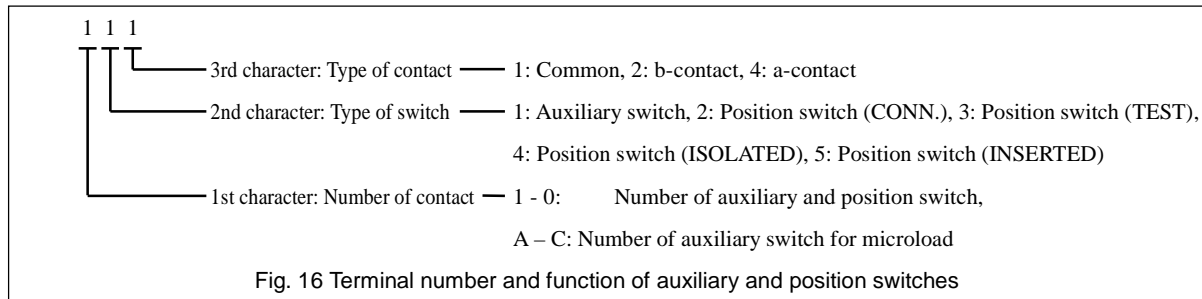 1 1 1
3rd character: Type of contact 1: Common, 2: b-contact, 4: a-contact
2nd character: Type of switch 1: Auxiliary switch, 2: Position switch (CONN.), 3: Position switch (TEST),
4: Position switch (ISOLATED), 5: Position switch (INSERTED)
1st character: Number of contact 1 - 0: Number of auxiliary and position switch,
A – C: Number of auxiliary switch for microload
Fig. 16 Terminal number and function of auxiliary and position switches